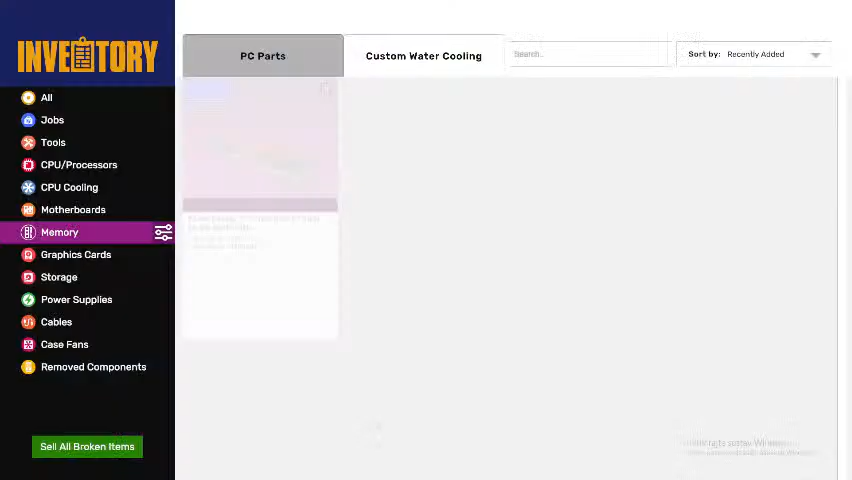 INVENTORY
PC Parts
Custom Water Cooling
Search...
Sort by: Recently Added
All
Jobs
Tools
CPU/Processors
CPU Cooling
Motherboards
Memory
Graphics Cards
Storage
Power Supplies
Cables
Case Fans
Removed Components
Sell All Broken Items